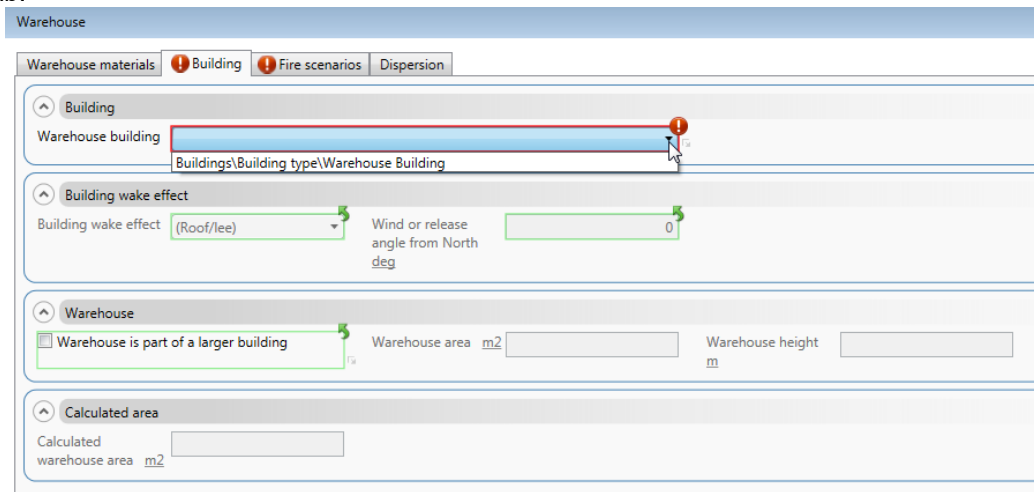 Warehouse
Warehouse materials Building Fire scenarios Dispersion
Building
Warehouse building
Buildings\Building type\Warehouse Building
Building wake effect
Building wake effect (Roof/lee) Wind or release 0
angle from North
deg
Warehouse
Warehouse is part of a larger building Warehouse area m2 Warehouse height
m
Calculated area
Calculated
warehouse area m2